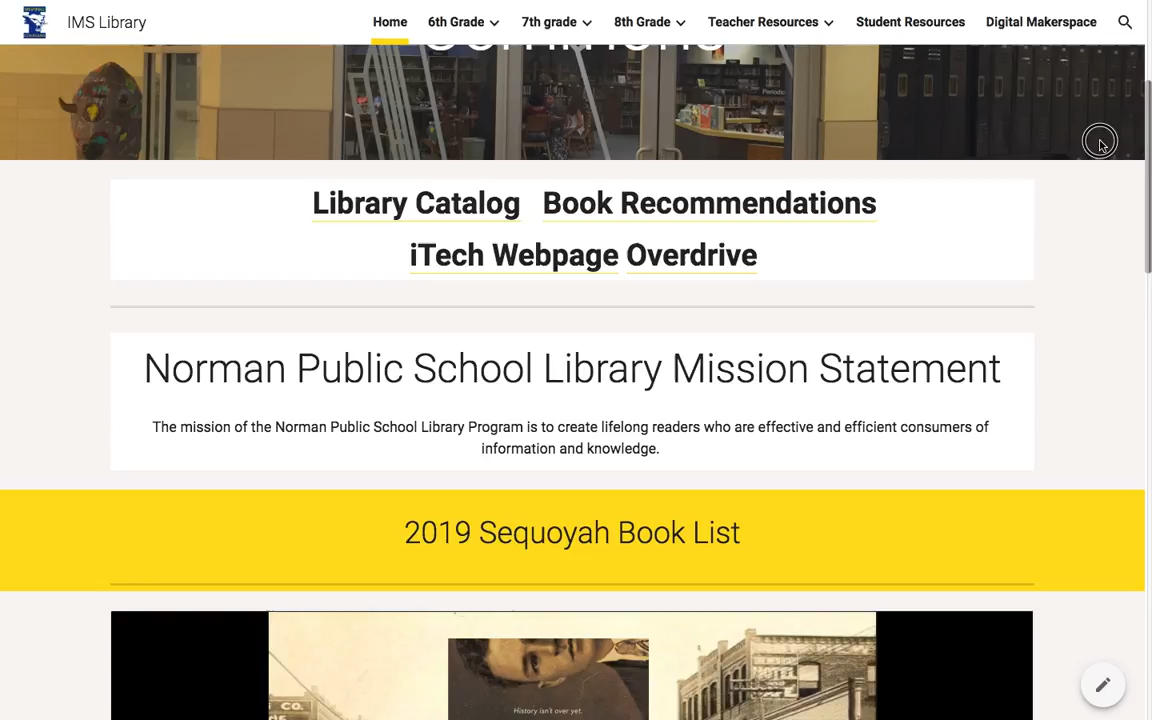 IMS Library
Home 6th Grade 7th grade 8th Grade Teacher Resources Student Resources Digital Makerspace
Periodic
Library Catalog Book Recommendations
iTech Webpage Overdrive
Norman Public School Library Mission Statement
The mission of the Norman Public School Library Program is to create lifelong readers who are effective and efficient consumers of
information and knowledge.
2019 Sequoyah Book List
CO.
History isn't over yet.